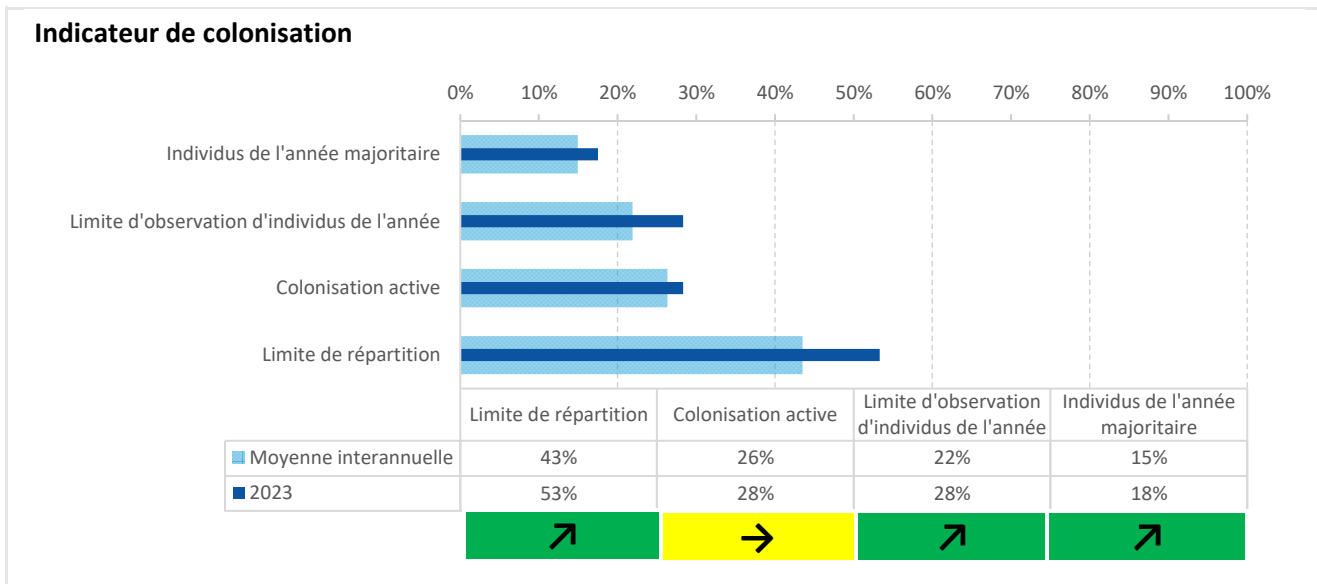 Indicateur de colonisation
0% 10% 20% 30% 40% 50% 60% 70% 80% 90% 100%
Individus de l'année majoritaire
Limite d'observation d'individus de l'année
Colonisation active
Limite de répartition
Limite de répartition Colonisation active Limite d'observation d'individus de l'année Individus de l'année majoritaire
Moyenne interannuelle 43% 26% 22% 15%
2023 53% 28% 28% 18%